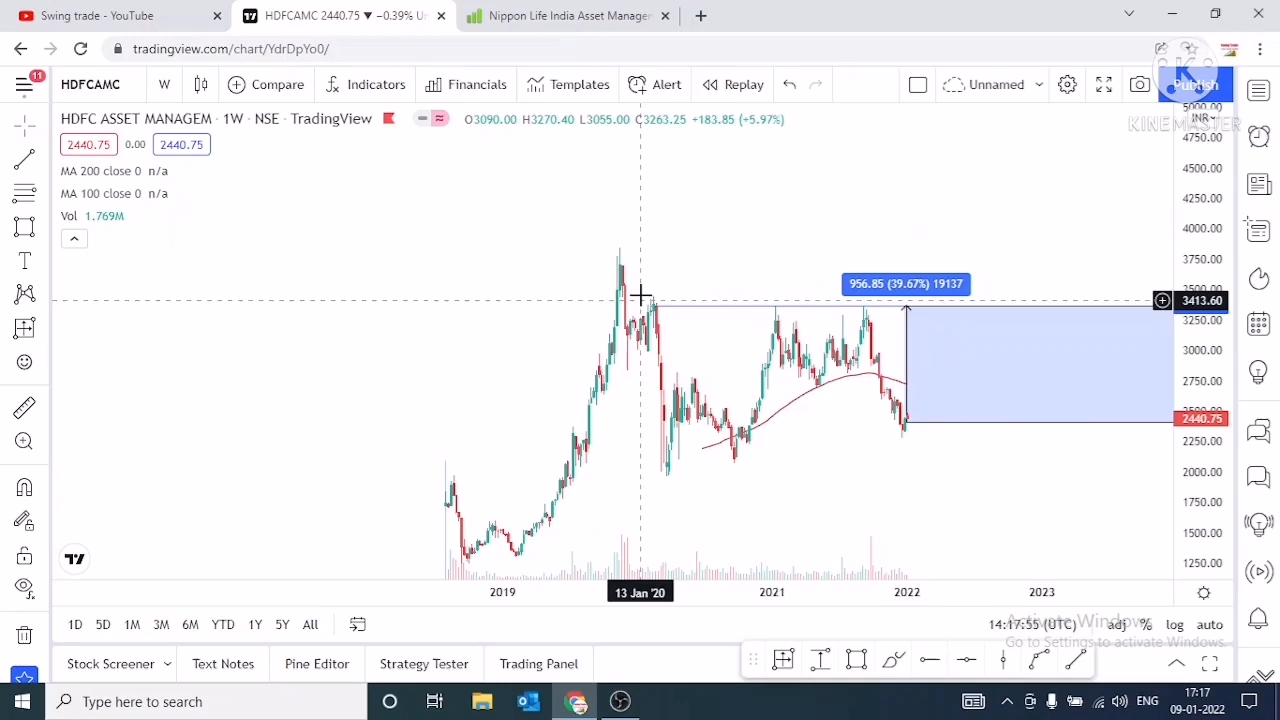 Swing trade - YouTube
HDFCAMC 2440.75 ▼ −0.39% Un
Nippon Life India Asset Manager
tradingview.com/chart/YdrDpYo0/
11
HDFCAMC
W
Compare
Indicators
Financials
Templates
Alert
Replay
Unnamed
Publish
KINEMASTER
HDFC ASSET MANAGEM · 1W · NSE · TradingView
O3090.00 H3270.40 L3055.00 C3263.25 +183.85 (+5.97%)
2440.75 0.00 2440.75
MA 200 close 0 n/a
MA 100 close 0 n/a
Vol 1.769M
956.85 (39.67%) 19137
5000.00
INR
4750.00
4500.00
4250.00
4000.00
3750.00
3413.60
3250.00
3000.00
2750.00
2500.00
2440.75
2250.00
2000.00
1750.00
1500.00
1250.00
2019
13 Jan '20
2021
2022
2023
1D 5D 1M 3M 6M YTD 1Y 5Y All
14:17:55 (UTC)
adj % log auto
Activate Windows
Go to Settings to activate Windows.
Stock Screener
Text Notes
Pine Editor
Strategy Tester
Trading Panel
Type here to search
ENG
17:17
09-01-2022